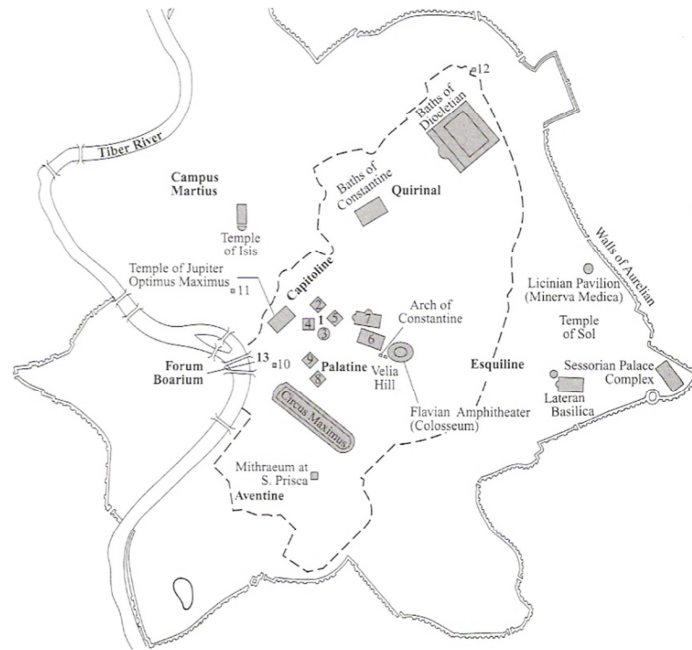 12
Baths of
Diocletian
Tiber River
Campus
Martius
Baths of
Constantine
Quirinal
Temple
of Isis
Walls of Aurelian
Temple of Jupiter
Optimus Maximus
11
Capitoline
Licinian Pavilion
(Minerva Medica)
2
4
1
5
3
7
6
Arch of
Constantine
Temple
of Sol
Forum
Boarium
13
10
9
8
Palatine
Velia
Hill
Esquiline
Sessorian Palace
Complex
Lateran
Basilica
Flavian Amphitheater
(Colosseum)
Circus Maximus
Mithraeum at
S. Prisca
Aventine